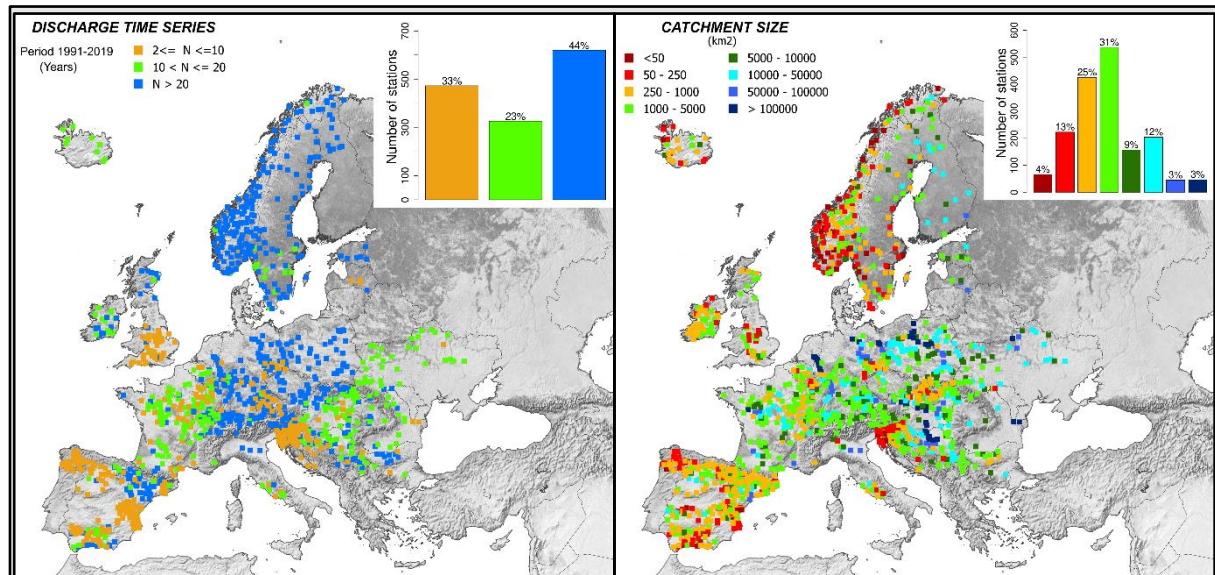 DISCHARGE TIME SERIES
Period 1991-2019
(Years)
2<= N <=10
10 < N <= 20
N > 20
Number of stations
0
100
300
500
700
33%
23%
44%
CATCHMENT SIZE
(km2)
<50
50 - 250
250 - 1000
1000 - 5000
5000 - 10000
10000 - 50000
50000 - 100000
> 100000
Number of stations
0
100
200
300
400
500
600
4%
13%
25%
31%
9%
12%
3%
3%